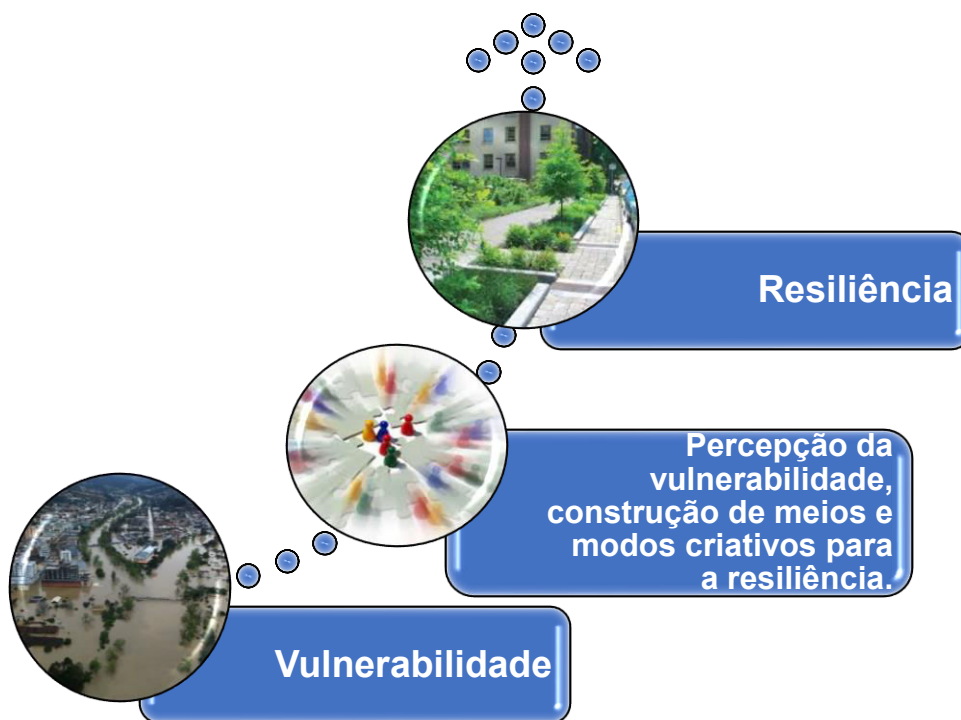 Resiliência
Percepção da
vulnerabilidade,
construção de meios e
modos criativos para
a resiliência.
Vulnerabilidade